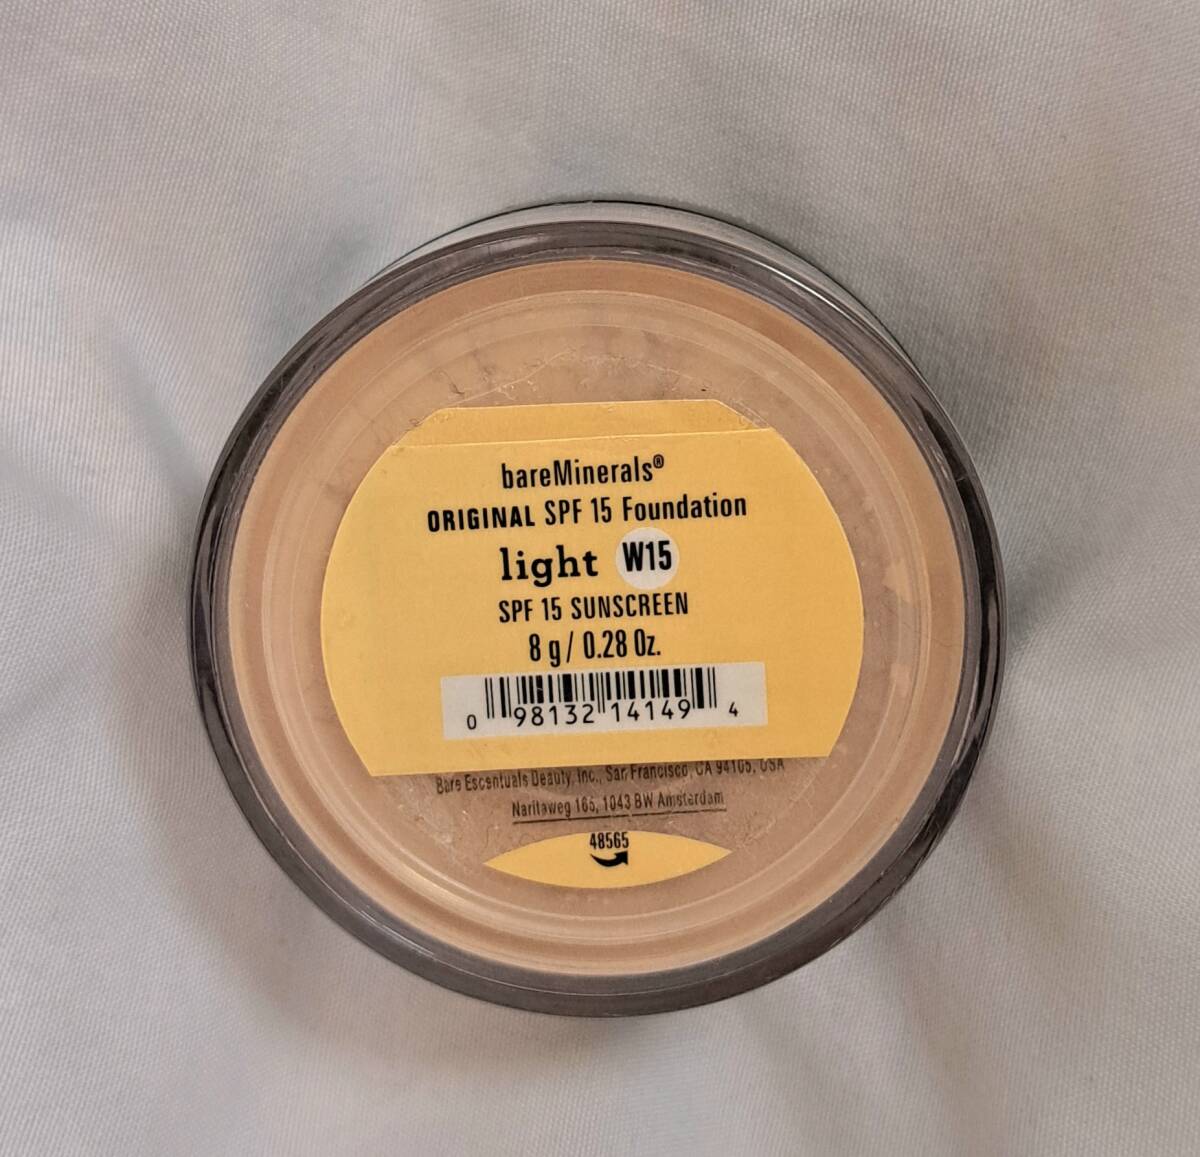 bareMinerals®
ORIGINAL SPF 15 Foundation
light W15
SPF 15 SUNSCREEN
8 g/ 0.28 Oz.
0 98132 14149 4
Bare Escentuals Beauty, Inc., San Francisco, CA 94105, USA
Naritaweg 165, 1043 BW Amsterdam
48565